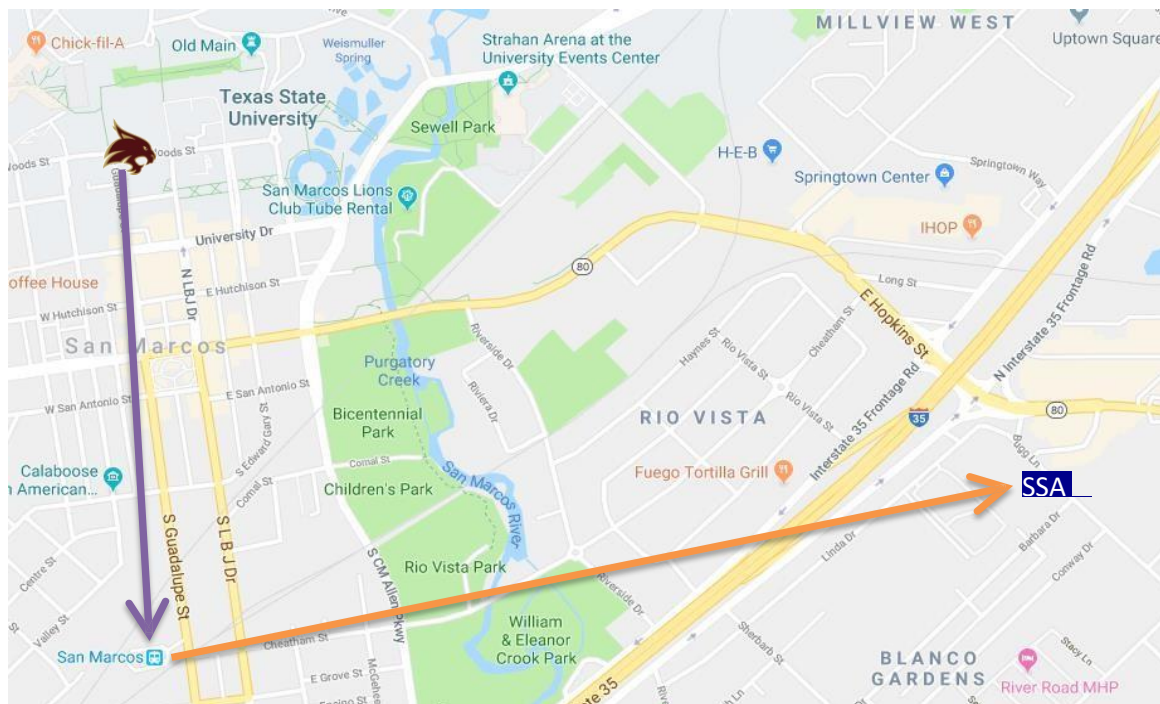 MILLVIEW WEST
Chick-fil-A
Old Main
Weismuller
Spring
Strahan Arena at the
University Events Center
Uptown Square
Texas State
University
Sewell Park
Woods St
H-E-B
Springtown Way
Springtown Center
San Marcos Lions
Club Tube Rental
IHOP
University Dr
N LBJ Dr
80
N Interstate 35 Frontage Rd
offee House
E Hutchison St
W Hutchison St
Long St
E Hopkins St
San Marcos
Riverside Dr
Haynes St
Rio Vista St
Cheatham St
Purgatory
Creek
Riviera Dr
E San Antonio St
W San Antonio St
Rio Vista St
Interstate 35 Frontage Rd
35
80
Bicentennial
Park
RIO VISTA
S Edward Gary St
Bugg Ln
Comal St
Calaboose
n American...
Comal St
Children's Park
San Marcos River
Fuego Tortilla Grill
SSA
S Guadalupe St
S LBJ Dr
S CM Allen Pkwy
Barbara Dr
Linda Dr
Conway Dr
Centre St
Rio Vista Park
Riverside Dr
Valley St
Cheatham St
William
& Eleanor
Crook Park
Sherbarb St
San Marcos
BLANCO
GARDENS
Stacy Ln
E Grove St
McGehee
River Road MHP